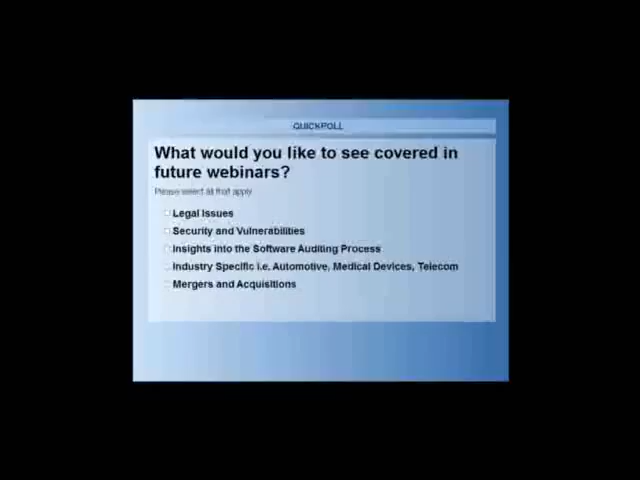 QUICKPOLL
What would you like to see covered in
future webinars?
Please select all that apply
Legal Issues
Security and Vulnerabilities
Insights into the Software Auditing Process
Industry Specific i.e. Automotive, Medical Devices, Telecom
Mergers and Acquisitions